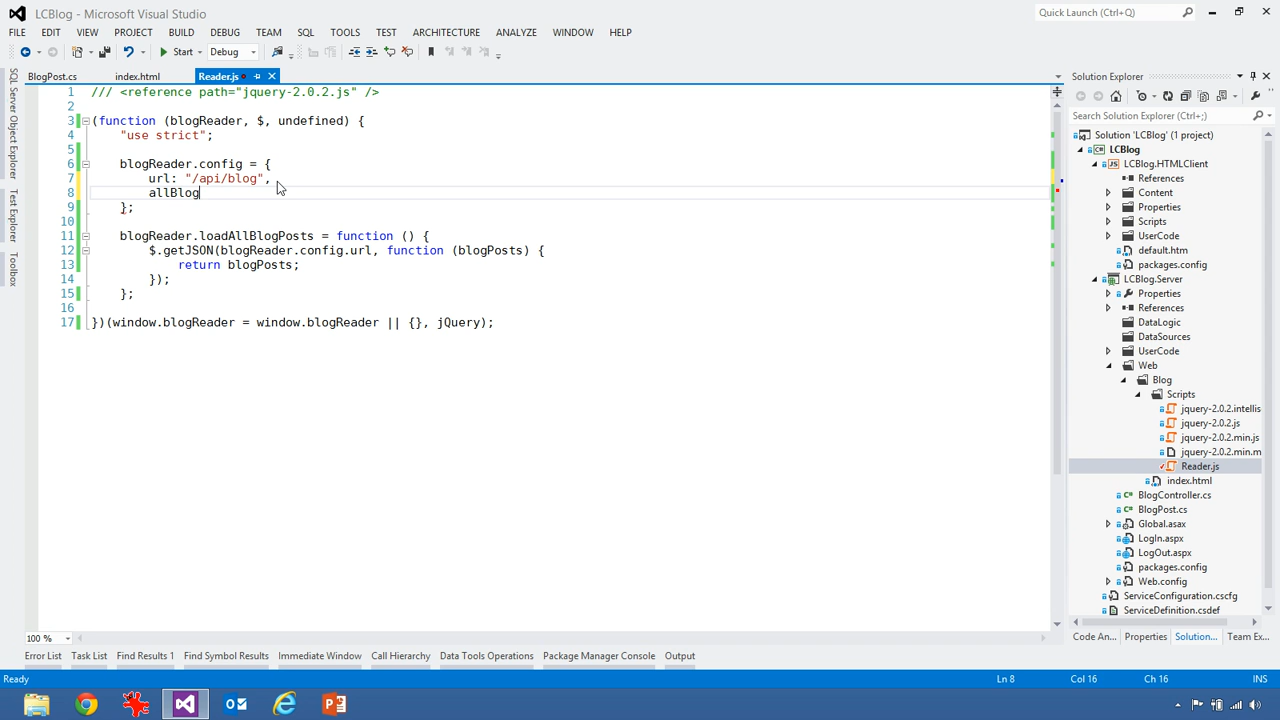 LCBlog - Microsoft Visual Studio
Quick Launch (Ctrl+Q)
FILE EDIT VIEW PROJECT BUILD DEBUG TEAM SQL TOOLS TEST ARCHITECTURE ANALYZE WINDOW HELP
Start Debug
BlogPost.cs index.html Reader.js
SQL Server Object Explorer
Test Explorer
Toolbox
1 /// <reference path="jquery-2.0.2.js" />
2
3 (function (blogReader, $, undefined) {
4 "use strict";
5
6 blogReader.config = {
7 url: "/api/blog",
8 allBlog
9 };
10
11 blogReader.loadAllBlogPosts = function () {
12 $.getJSON(blogReader.config.url, function (blogPosts) {
13 return blogPosts;
14 });
15 };
16
17 })(window.blogReader = window.blogReader || {}, jQuery);
Solution Explorer
Search Solution Explorer (Ctrl+;)
Solution 'LCBlog' (1 project)
LCBlog
LCBlog.HTMLClient
References
Content
Properties
Scripts
UserCode
default.htm
packages.config
LCBlog.Server
Properties
References
DataLogic
DataSources
UserCode
Web
Blog
Scripts
jquery-2.0.2.intellis
jquery-2.0.2.js
jquery-2.0.2.min.js
jquery-2.0.2.min.m
Reader.js
index.html
BlogController.cs
BlogPost.cs
Global.asax
LogIn.aspx
LogOut.aspx
packages.config
Web.config
ServiceConfiguration.cscfg
ServiceDefinition.csdef
100 %
Code An... Properties Solution... Team Ex...
Error List Task List Find Results 1 Find Symbol Results Immediate Window Call Hierarchy Data Tools Operations Package Manager Console Output
Ready Ln 8 Col 16 Ch 16 INS